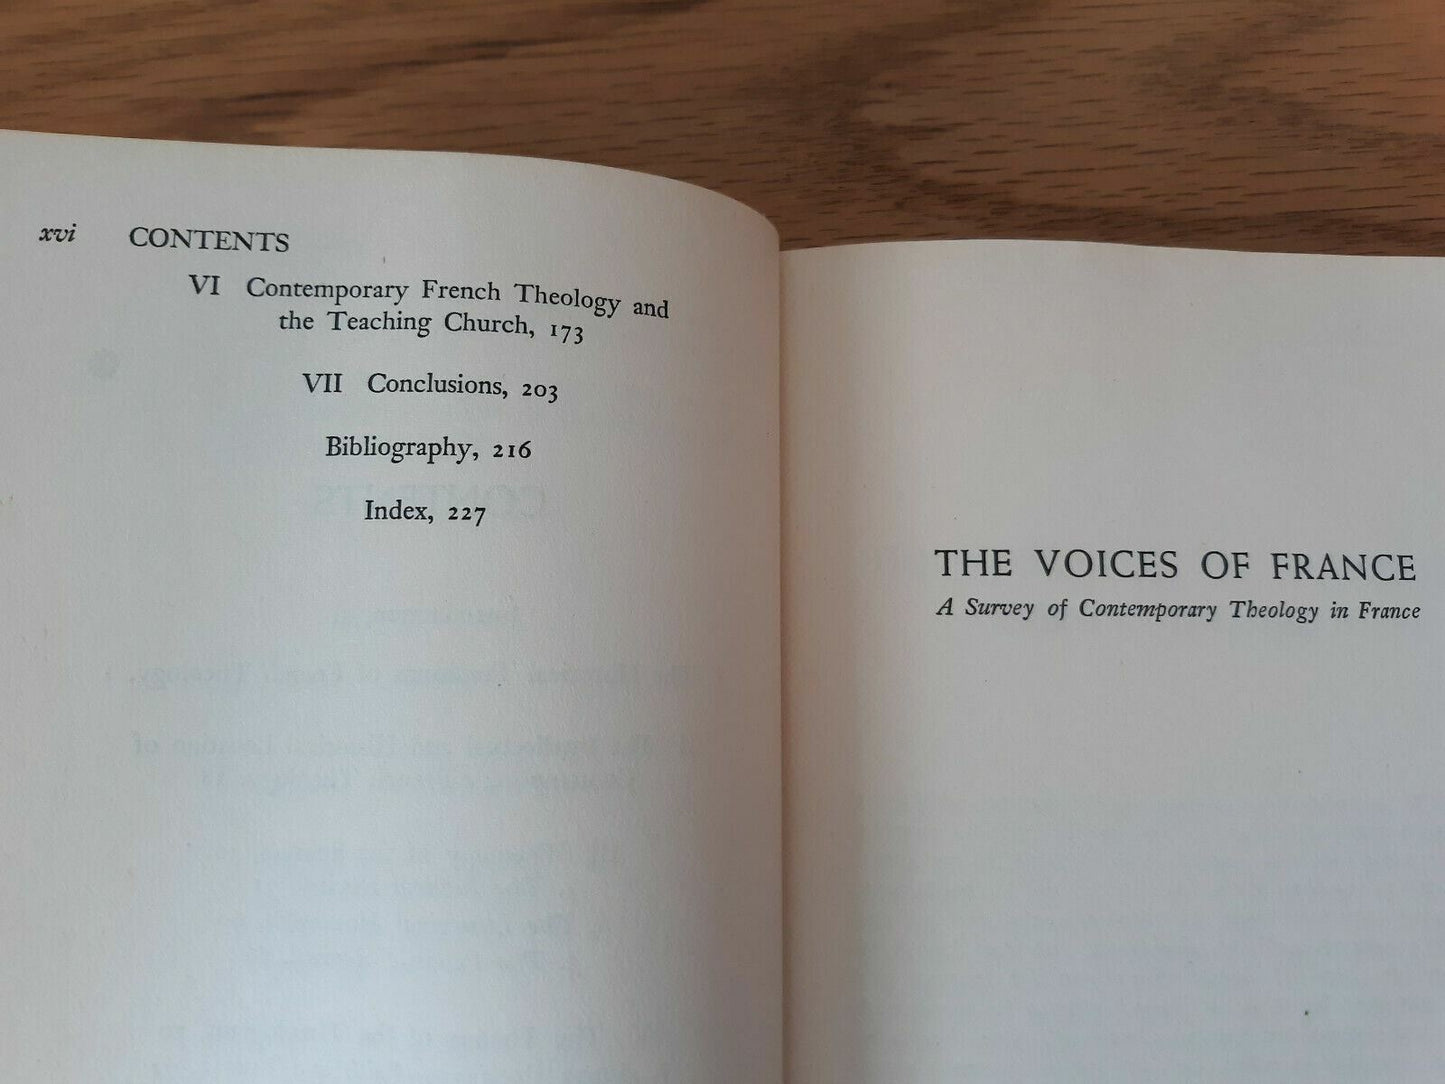 xvi CONTENTS
VI Contemporary French Theology and
the Teaching Church, 173
VII Conclusions, 203
Bibliography, 216
Index, 227
THE VOICES OF FRANCE
A Survey of Contemporary Theology in France